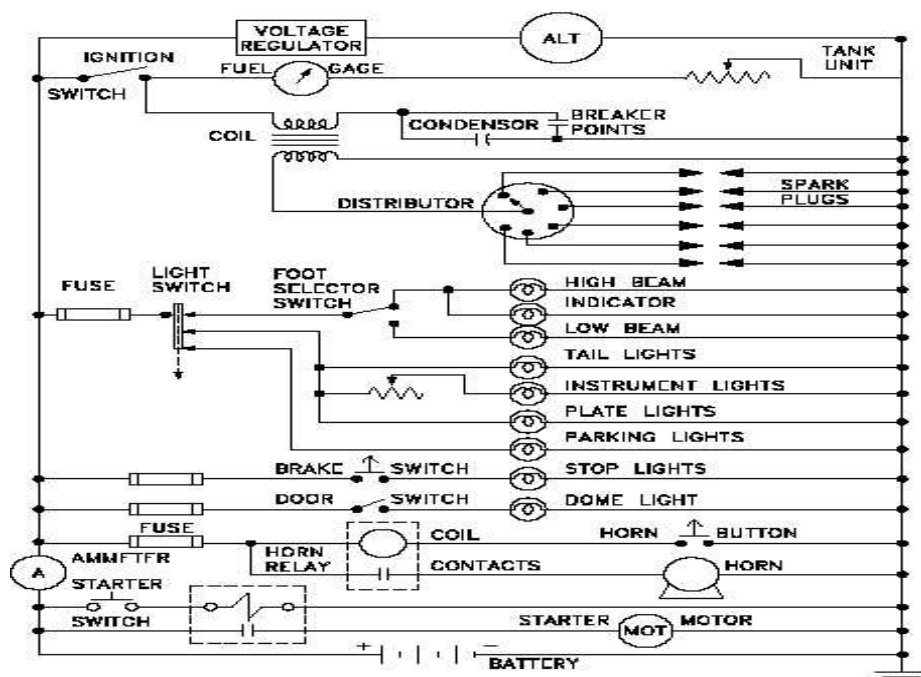 VOLTAGE
REGULATOR
ALT
IGNITION
SWITCH
FUEL GAGE
TANK
UNIT
COIL
CONDENSOR
BREAKER
POINTS
DISTRIBUTOR
SPARK
PLUGS
FUSE
LIGHT
SWITCH
FOOT
SELECTOR
SWITCH
HIGH BEAM
INDICATOR
LOW BEAM
TAIL LIGHTS
INSTRUMENT LIGHTS
PLATE LIGHTS
PARKING LIGHTS
BRAKE SWITCH
STOP LIGHTS
DOOR SWITCH
DOME LIGHT
FUSE
HORN
RELAY
COIL
CONTACTS
HORN BUTTON
HORN
A
AMMETER
STARTER
SWITCH
STARTER MOT MOTOR
+ −
BATTERY